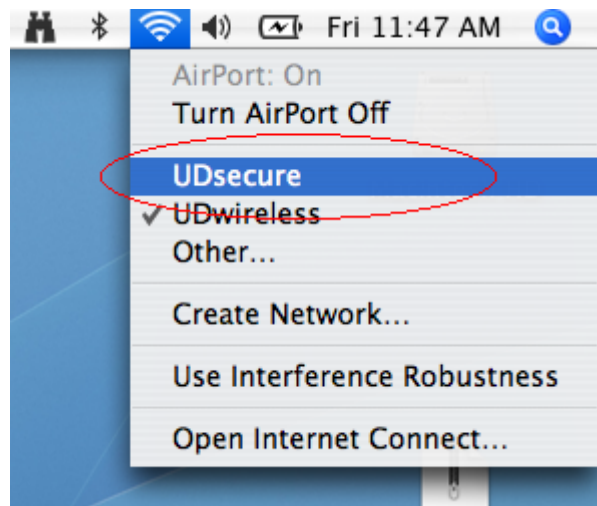 Fri 11:47 AM
AirPort: On
Turn AirPort Off
UDsecure
UDwireless
Other...
Create Network...
Use Interference Robustness
Open Internet Connect...